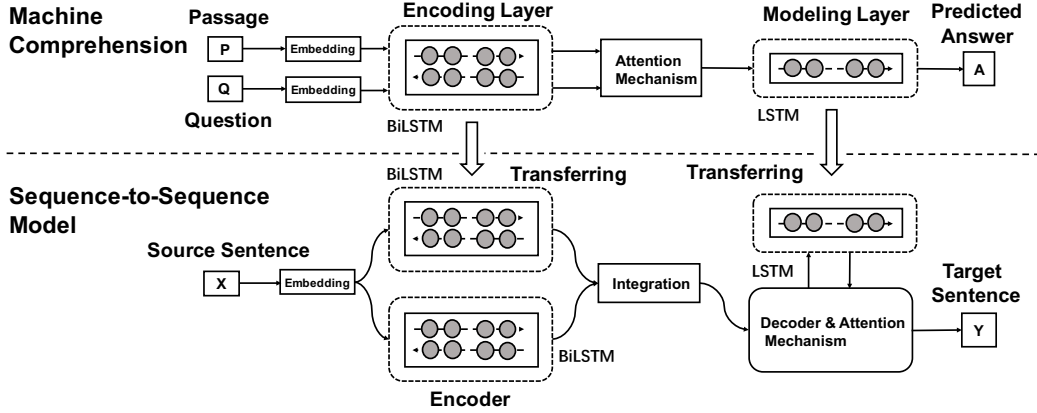 Machine
Comprehension
Passage
P
Embedding
Q
Embedding
Question
Encoding Layer
BiLSTM
Attention
Mechanism
Modeling Layer
LSTM
Predicted
Answer
A
Sequence-to-Sequence
Model
Source Sentence
X
Embedding
BiLSTM
Transferring
BiLSTM
Encoder
Integration
Transferring
LSTM
Decoder & Attention
Mechanism
Target
Sentence
Y